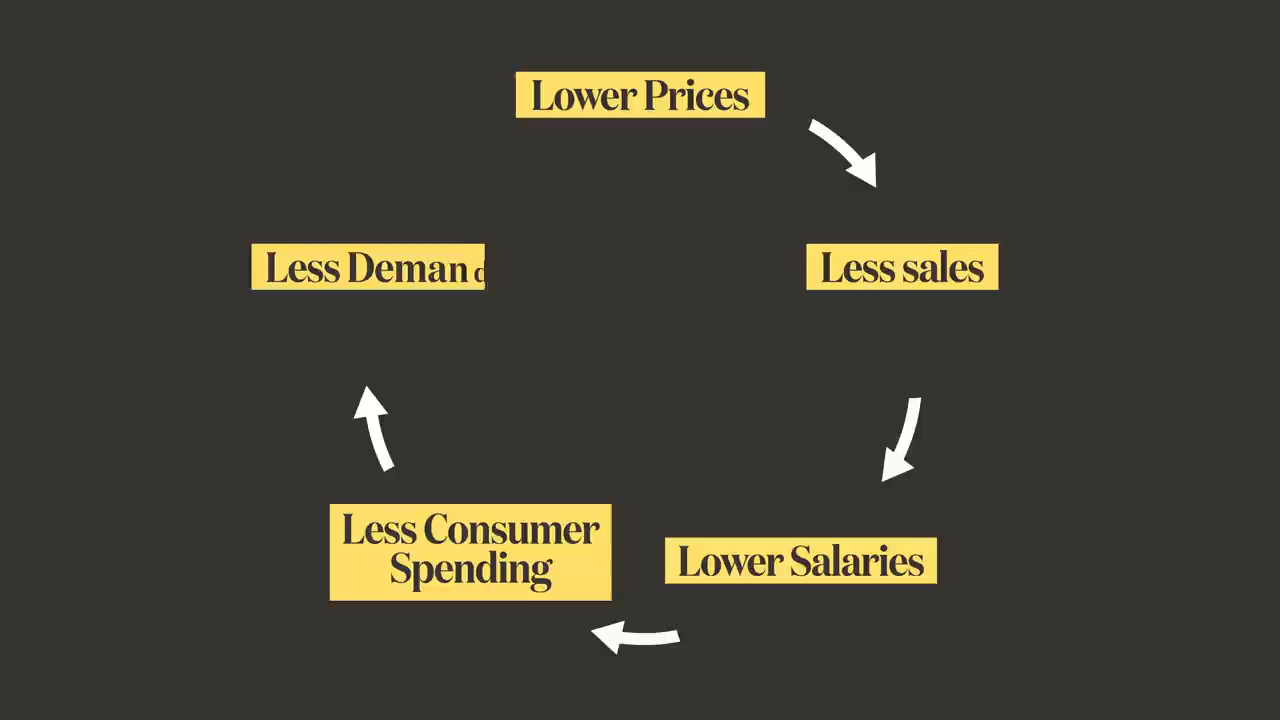 Lower Prices
Less sales
Lower Salaries
Less Consumer
Spending
Less Demand